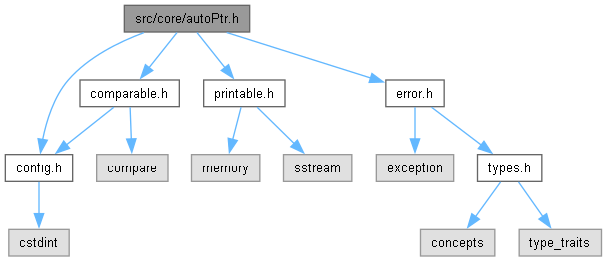 src/core/autoPtr.h
comparable.h
printable.h
error.h
config.h
compare
memory
sstream
exception
types.h
cstdint
concepts
type_traits